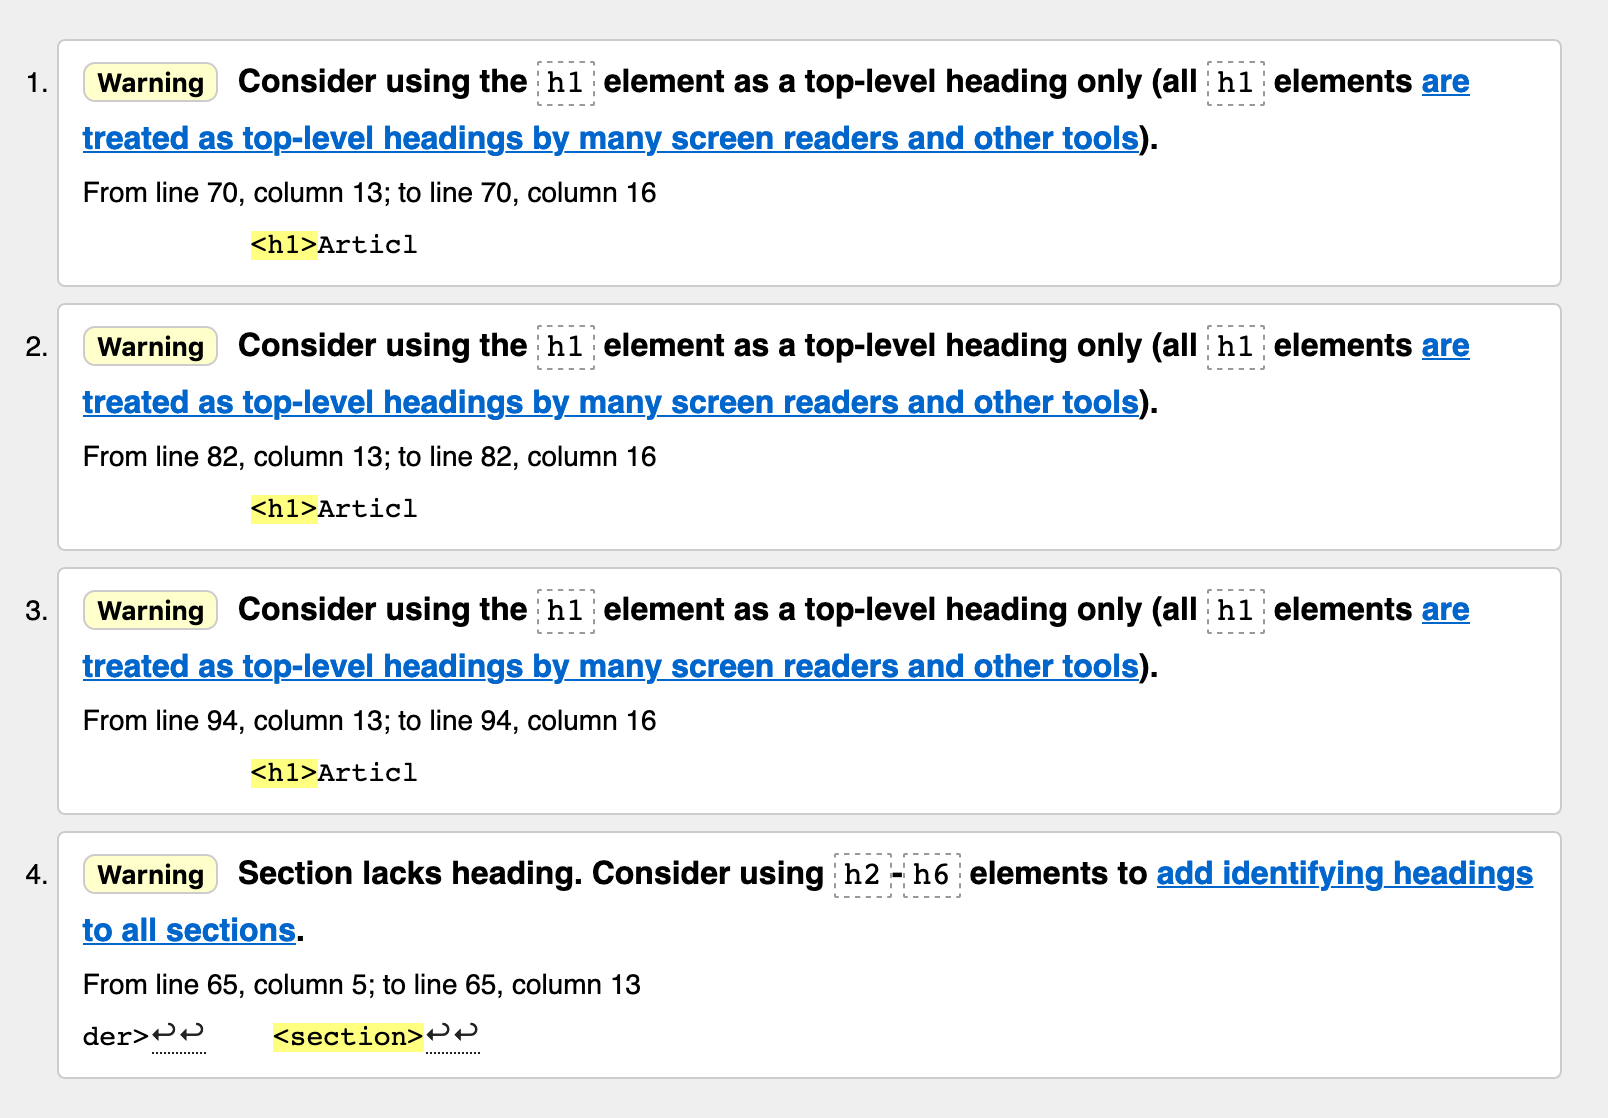 1. Warning Consider using the h1 element as a top-level heading only (all h1 elements are
treated as top-level headings by many screen readers and other tools).
From line 70, column 13; to line 70, column 16
<h1>Articl
2. Warning Consider using the h1 element as a top-level heading only (all h1 elements are
treated as top-level headings by many screen readers and other tools).
From line 82, column 13; to line 82, column 16
<h1>Articl
3. Warning Consider using the h1 element as a top-level heading only (all h1 elements are
treated as top-level headings by many screen readers and other tools).
From line 94, column 13; to line 94, column 16
<h1>Articl
4. Warning Section lacks heading. Consider using h2-h6 elements to add identifying headings
to all sections.
From line 65, column 5; to line 65, column 13
der>↩↩ <section>↩↩